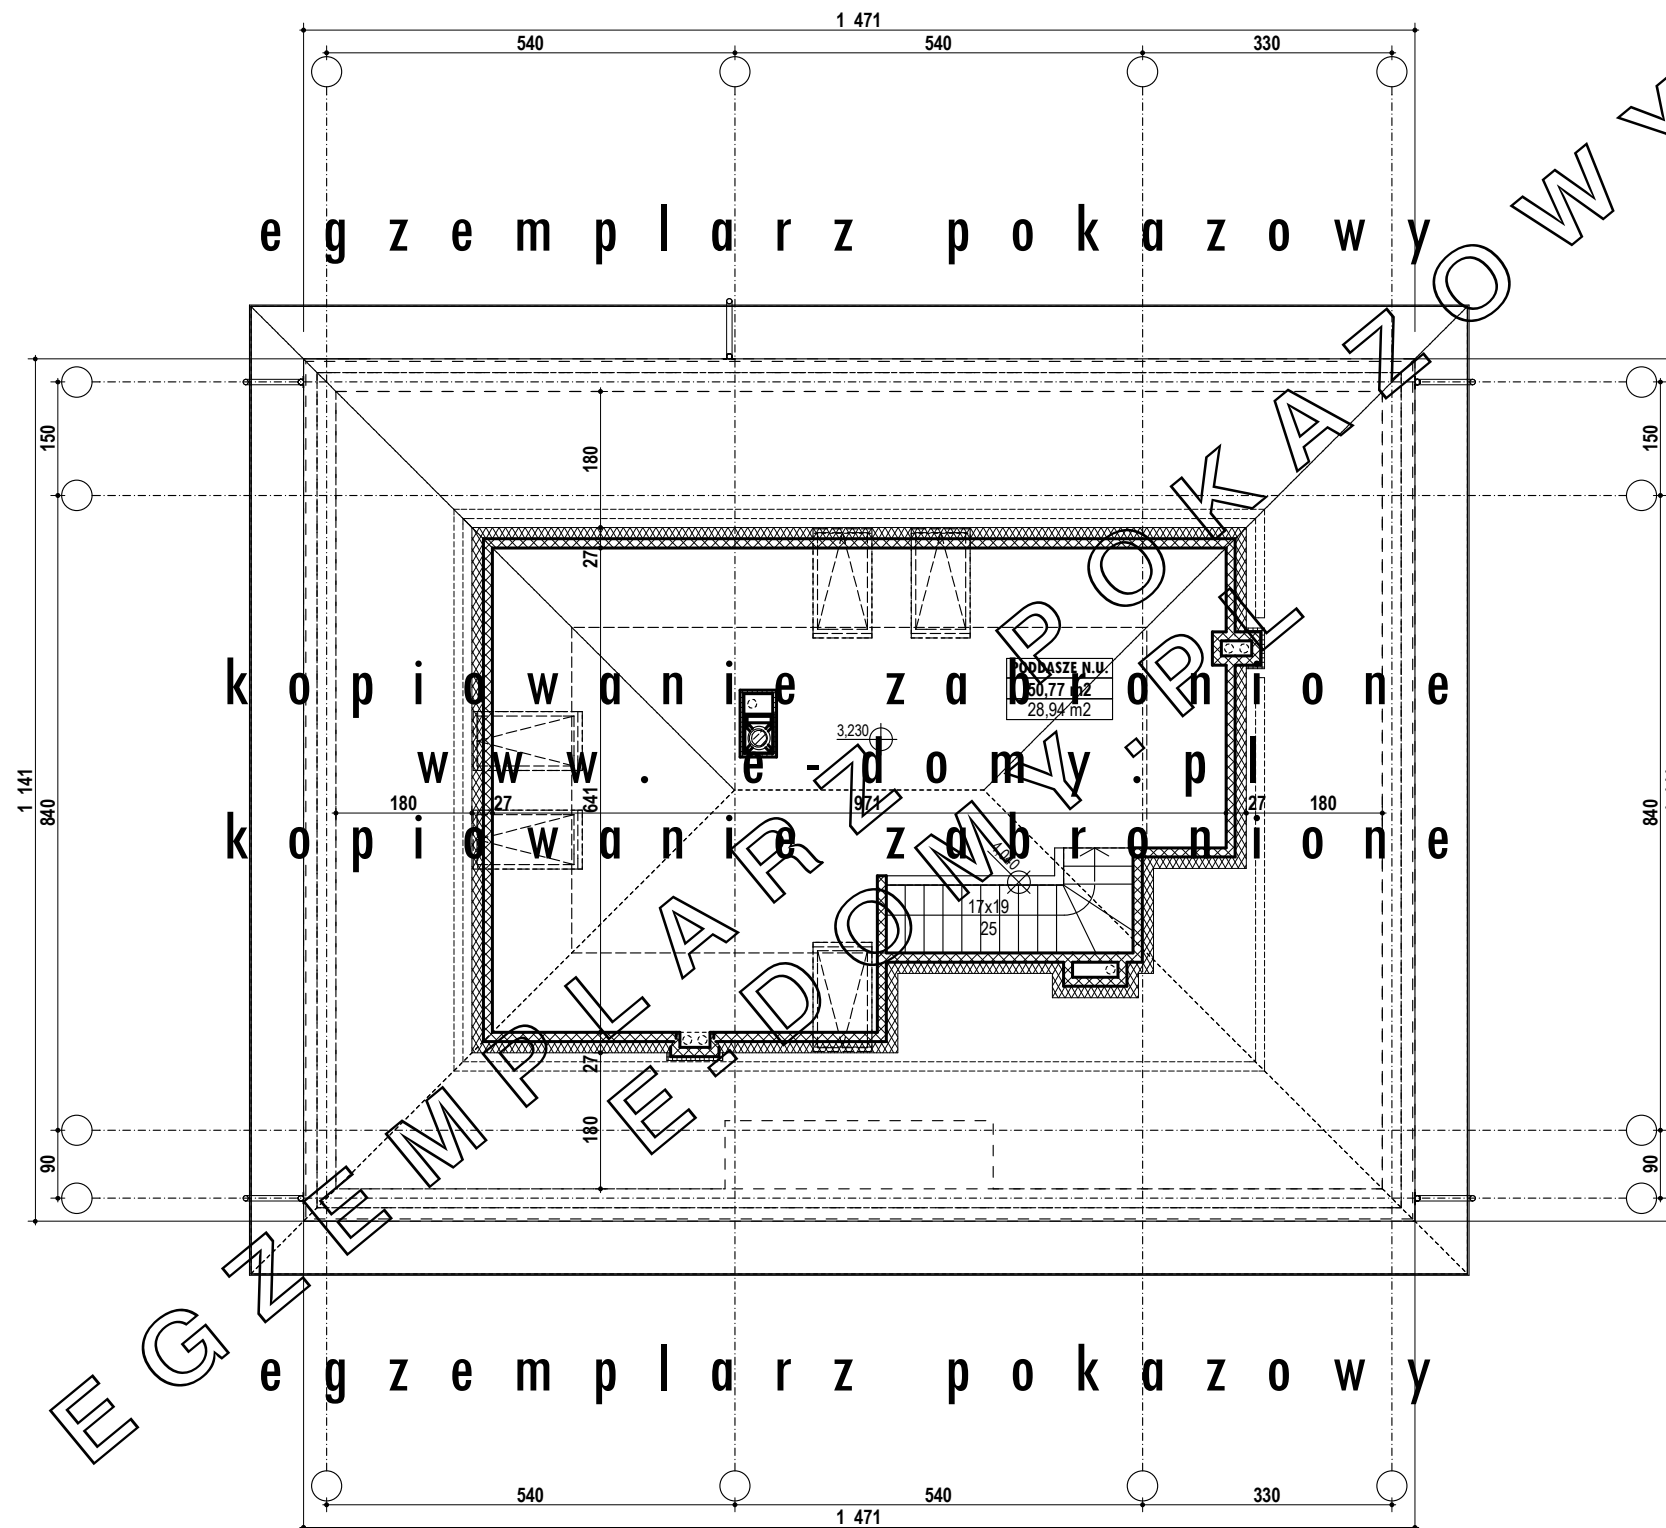 1 471
540 540 330
egzemplarz pokazowy
150
150
180
27
PODDASZE N.U.
50,77 m2
28,94 m2
kopiowanie zabronione
3,230
www.e-domy.pl
1 141
840
180 27 641 971 27 180
840
kopiowanie zabronione
17x19
25
27
180
90
90
egzemplarz pokazowy
540 540 330
1 471
EGZEMPLARZ POKAZOWY
E-DOMY.PL